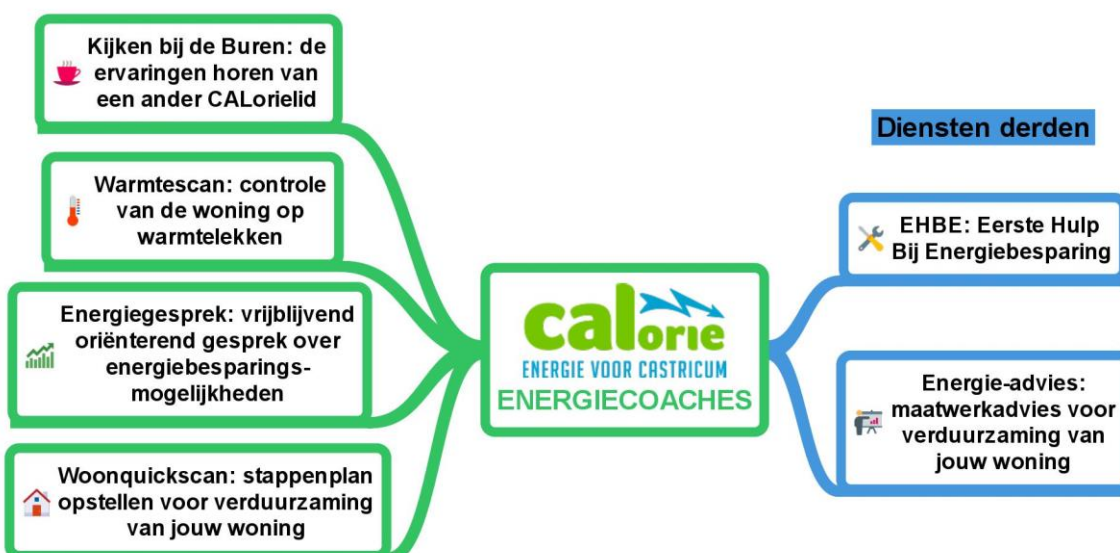 Kijken bij de Buren: de
ervaringen horen van
een ander CALorielid
Warmtescan: controle
van de woning op
warmtelekken
Energiegesprek: vrijblijvend
oriënterend gesprek over
energiebesparings-
mogelijkheden
Woonquickscan: stappenplan
opstellen voor verduurzaming
van jouw woning
calorie
ENERGIE VOOR CASTRICUM
ENERGIECOACHES
Diensten derden
EHBE: Eerste Hulp
Bij Energiebesparing
Energie-advies:
maatwerkadvies voor
verduurzaming van
jouw woning